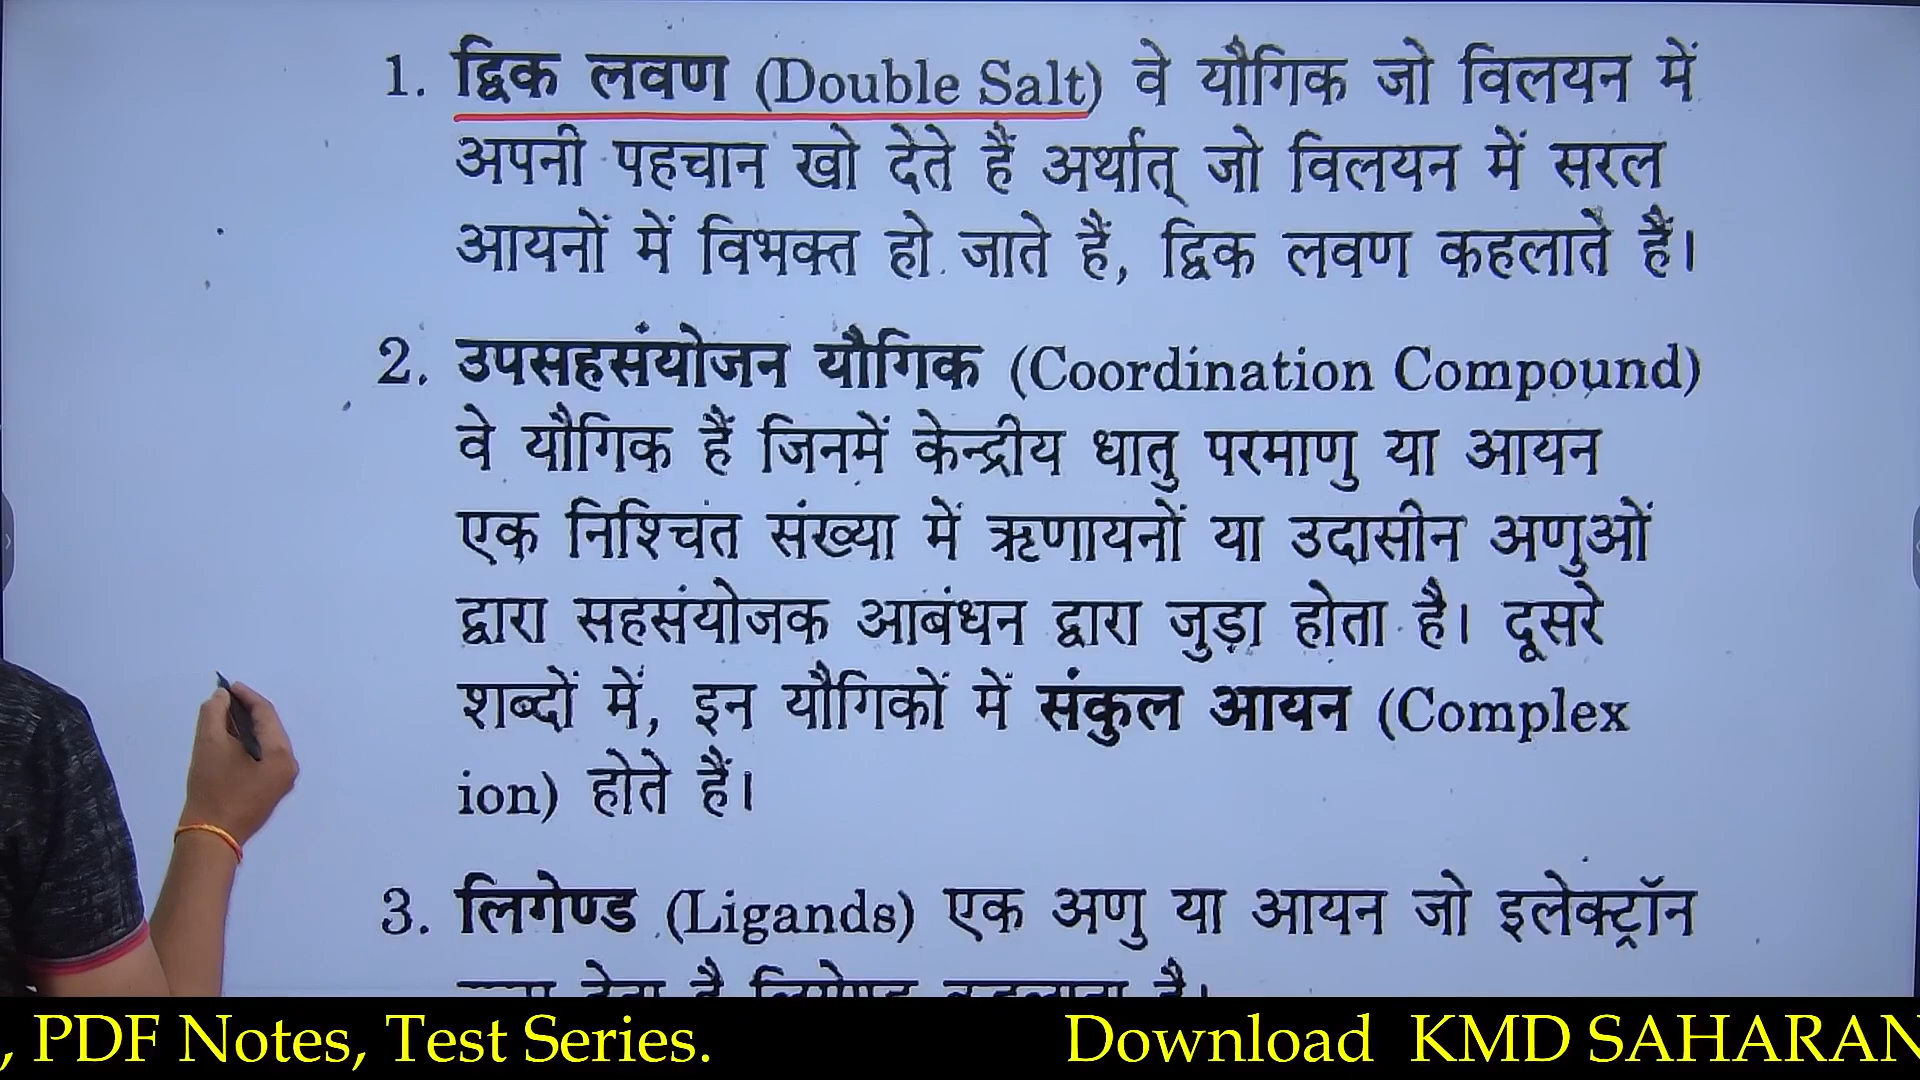 1. द्विक लवण (Double Salt) वे यौगिक जो विलयन में
अपनी पहचान खो देते हैं अर्थात् जो विलयन में सरल
आयनों में विभक्त हो जाते हैं, द्विक लवण कहलाते हैं।
2. उपसहसंयोजन यौगिक (Coordination Compound)
वे यौगिक हैं जिनमें केन्द्रीय धातु परमाणु या आयन
एक निश्चित संख्या में ऋणायनों या उदासीन अणुओं
द्वारा सहसंयोजक आबंधन द्वारा जुड़ा होता है। दूसरे
शब्दों में, इन यौगिकों में संकुल आयन (Complex
ion) होते हैं।
3. लिगेण्ड (Ligands) एक अणु या आयन जो इलेक्ट्रॉन
देता है लिगेण्ड कहलाता है।
, PDF Notes, Test Series. Download KMD SAHARAN